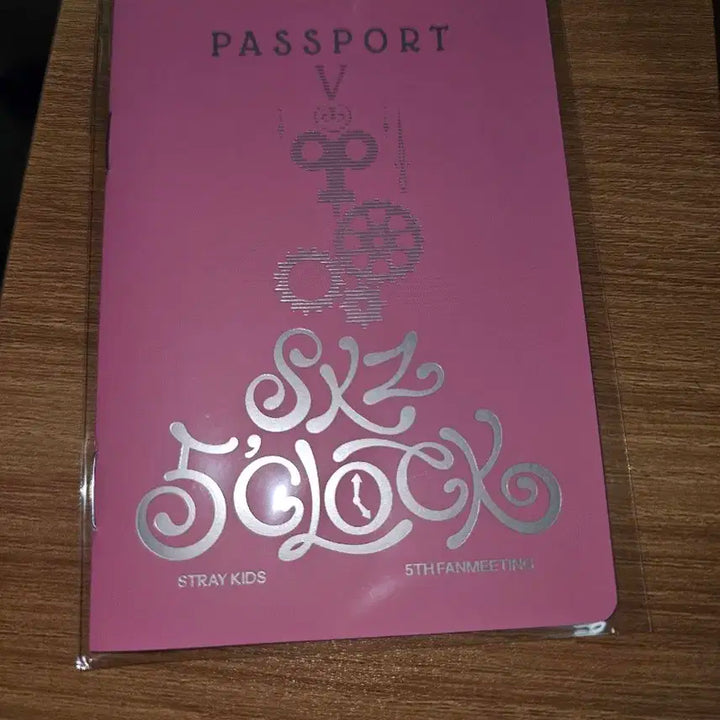 PASSPORT
SKZ
5'CLOCK
STRAY KIDS
5TH FANMEETING